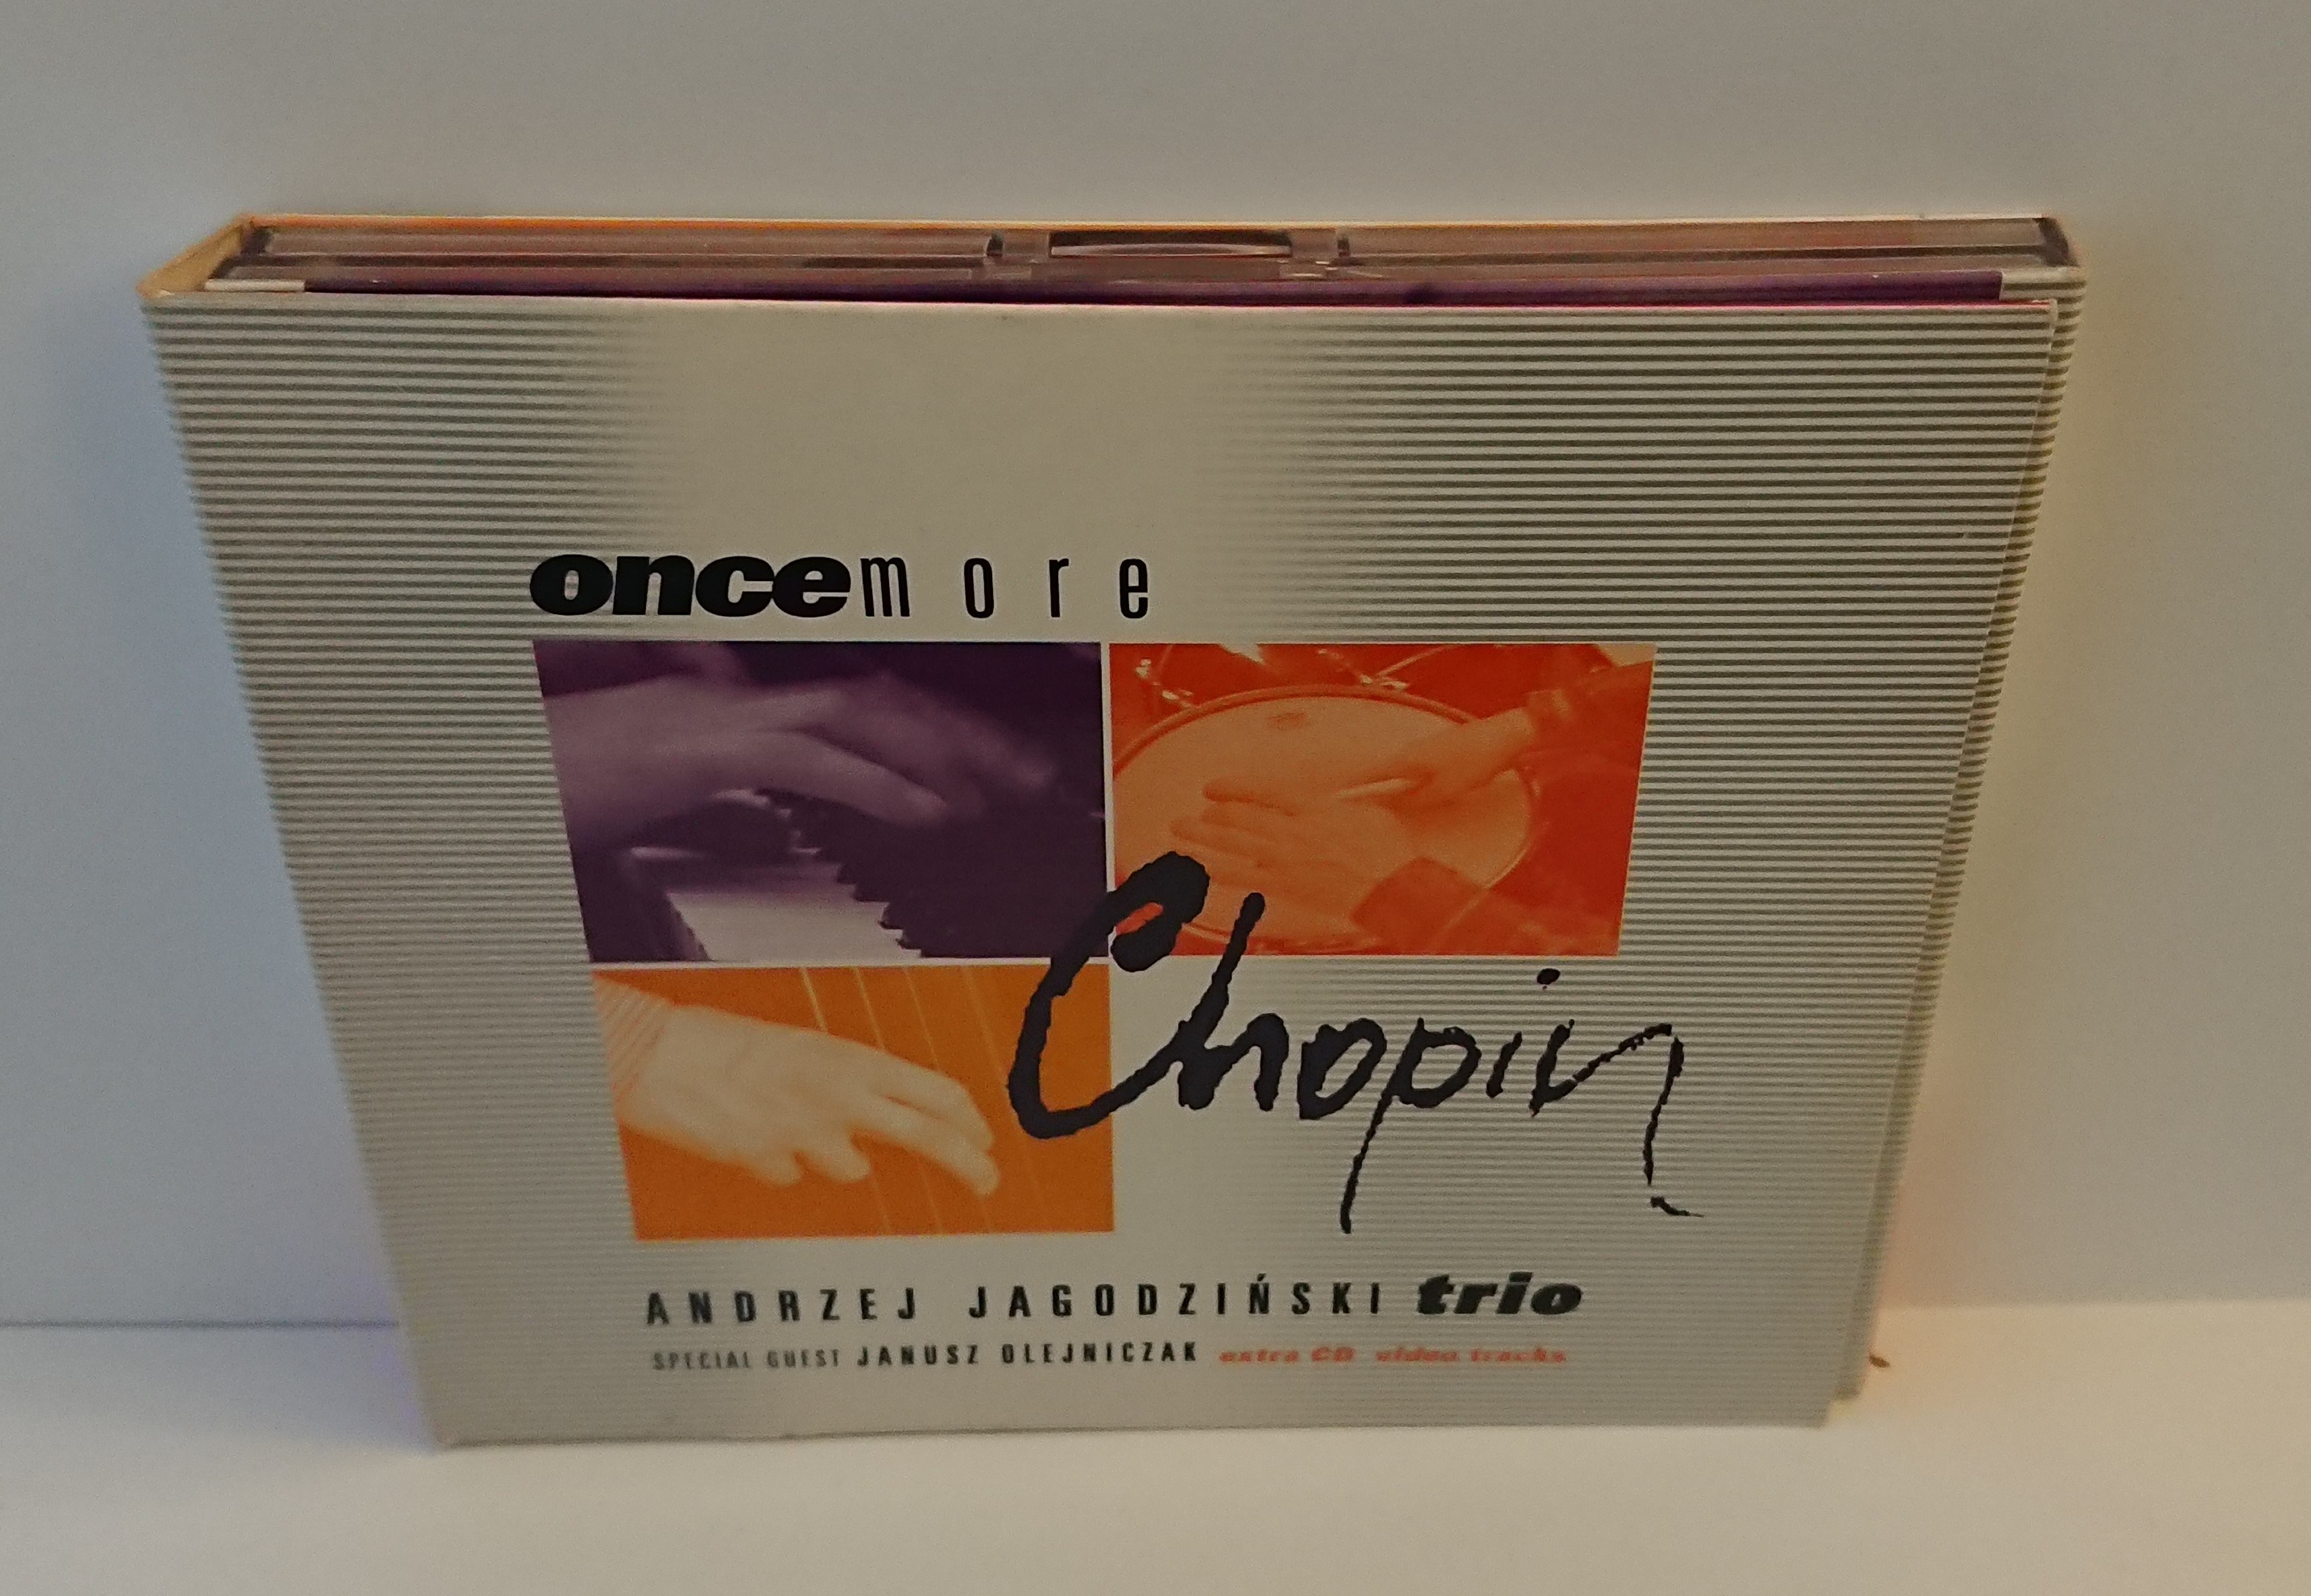 oncemore
Chopin
ANDRZEJ JAGODZIŃSKI trio
SPECIAL GUEST JANUSZ OLEJNICZAK extra CD video tracks